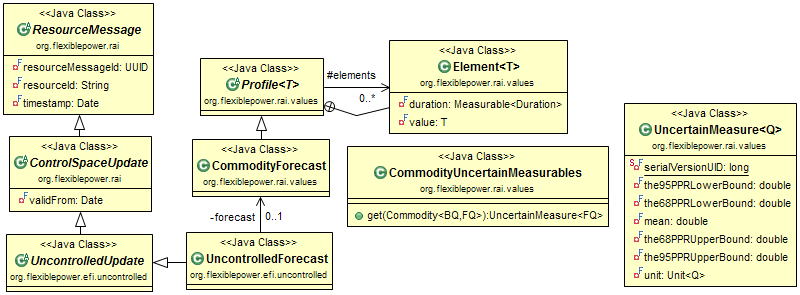 <<Java Class>>
ResourceMessage
org.flexiblepower.rai
resourceMessageId: UUID
resourceId: String
timestamp: Date
<<Java Class>>
ControlSpaceUpdate
org.flexiblepower.rai
validFrom: Date
<<Java Class>>
UncontrolledUpdate
org.flexiblepower.efi.uncontrolled
<<Java Class>>
Profile<T>
org.flexiblepower.rai.values
#elements
0..*
<<Java Class>>
Element<T>
org.flexiblepower.rai.values
duration: Measurable<Duration>
value: T
<<Java Class>>
CommodityForecast
org.flexiblepower.rai.values
-forecast
0..1
<<Java Class>>
UncontrolledForecast
org.flexiblepower.efi.uncontrolled
<<Java Class>>
CommodityUncertainMeasurables
org.flexiblepower.rai.values
get(Commodity<BQ,FQ>):UncertainMeasure<FQ>
<<Java Class>>
UncertainMeasure<Q>
org.flexiblepower.rai.values
serialVersionUID: long
the95PPRLowerBound: double
the68PPRLowerBound: double
mean: double
the68PPRUpperBound: double
the95PPRUpperBound: double
unit: Unit<Q>